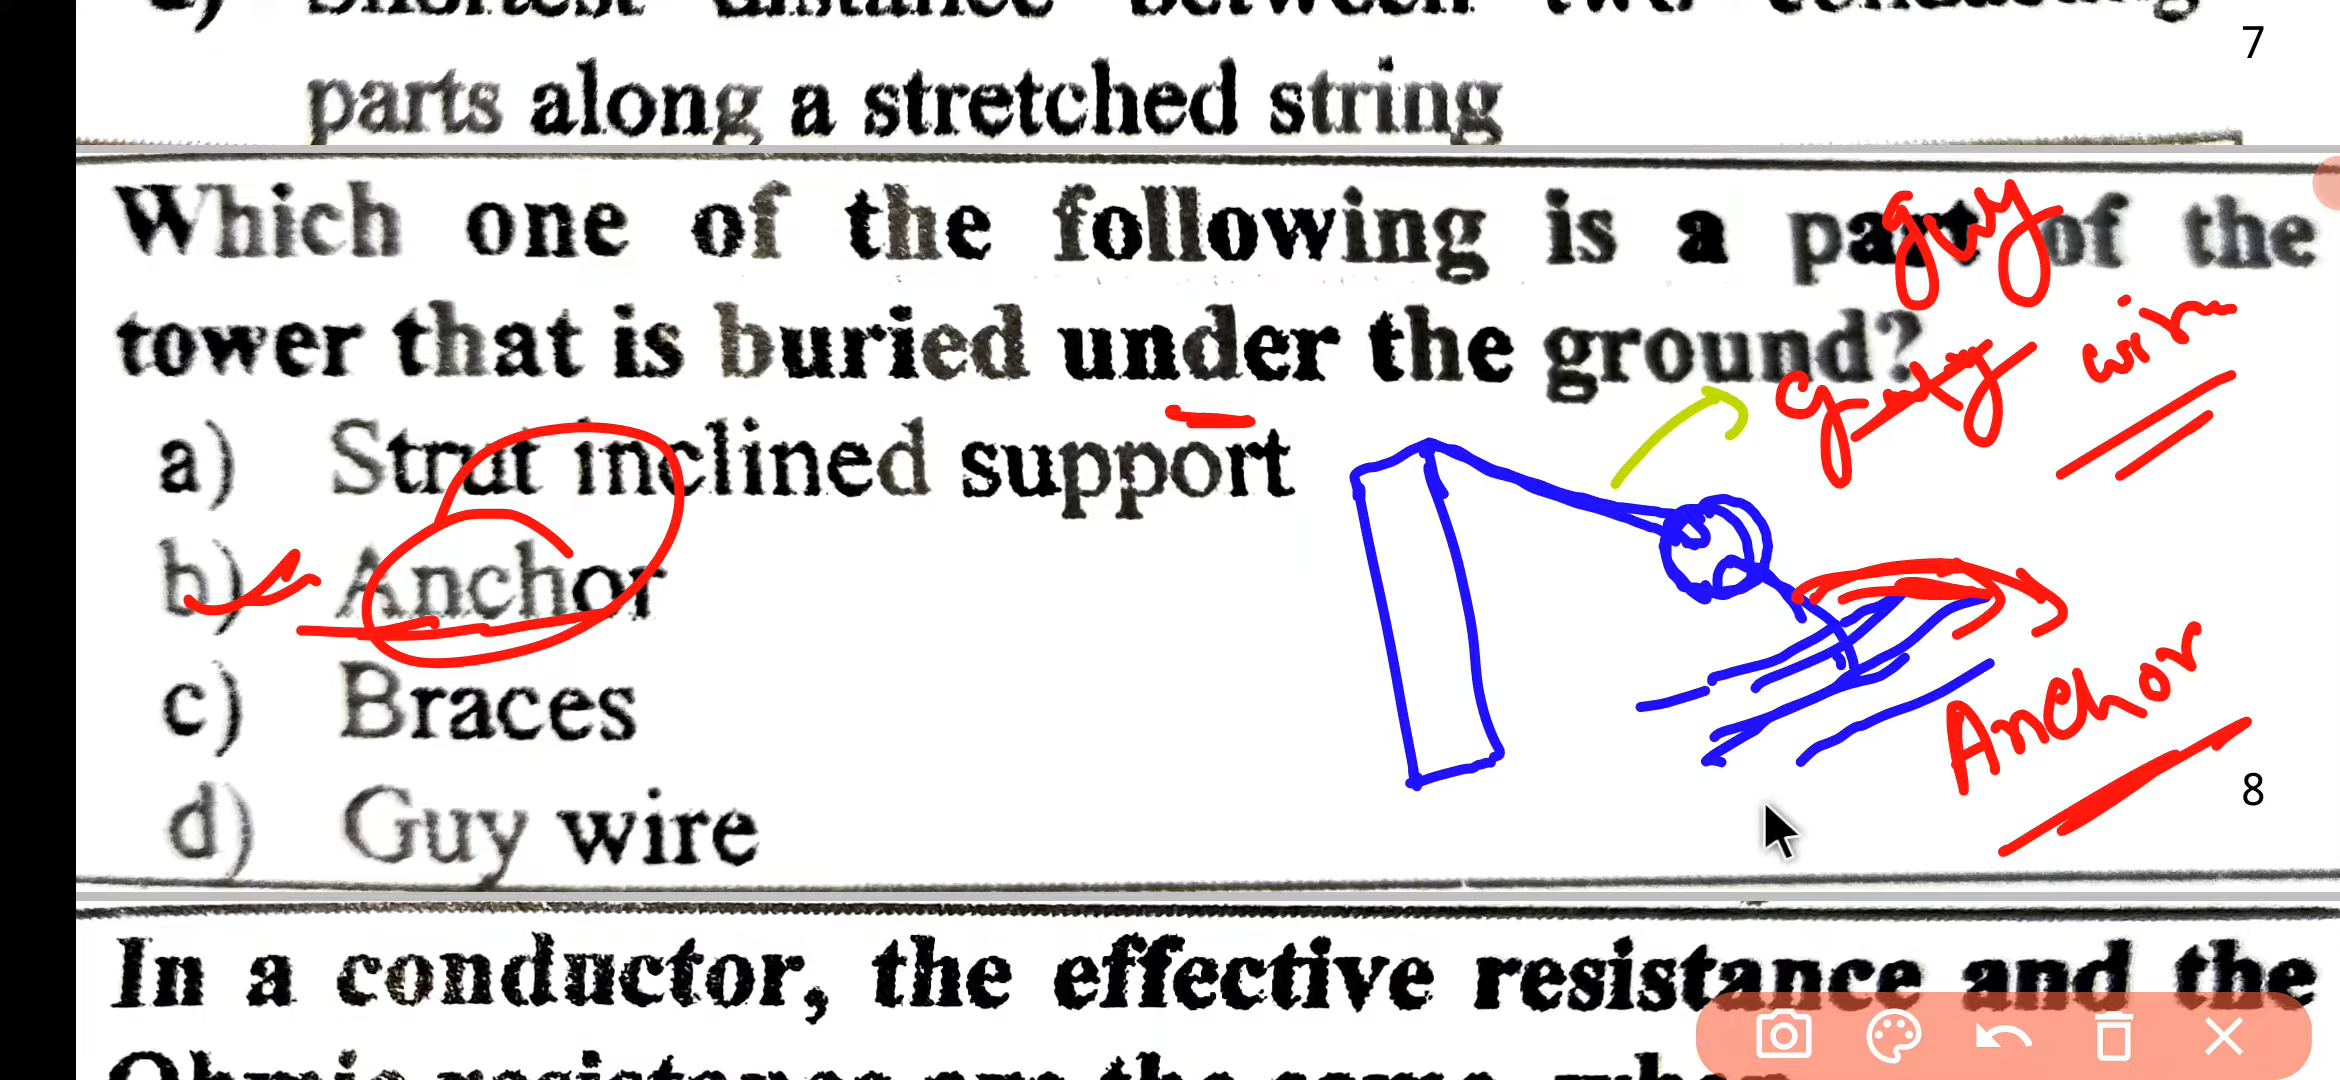 parts along a stretched string
7
Which one of the following is a part of the
tower that is buried under the ground?
guy
guy wire
a) Strut inclined support
b) Anchor
c) Braces
d) Guy wire
Anchor
8
In a conductor, the effective resistance and the